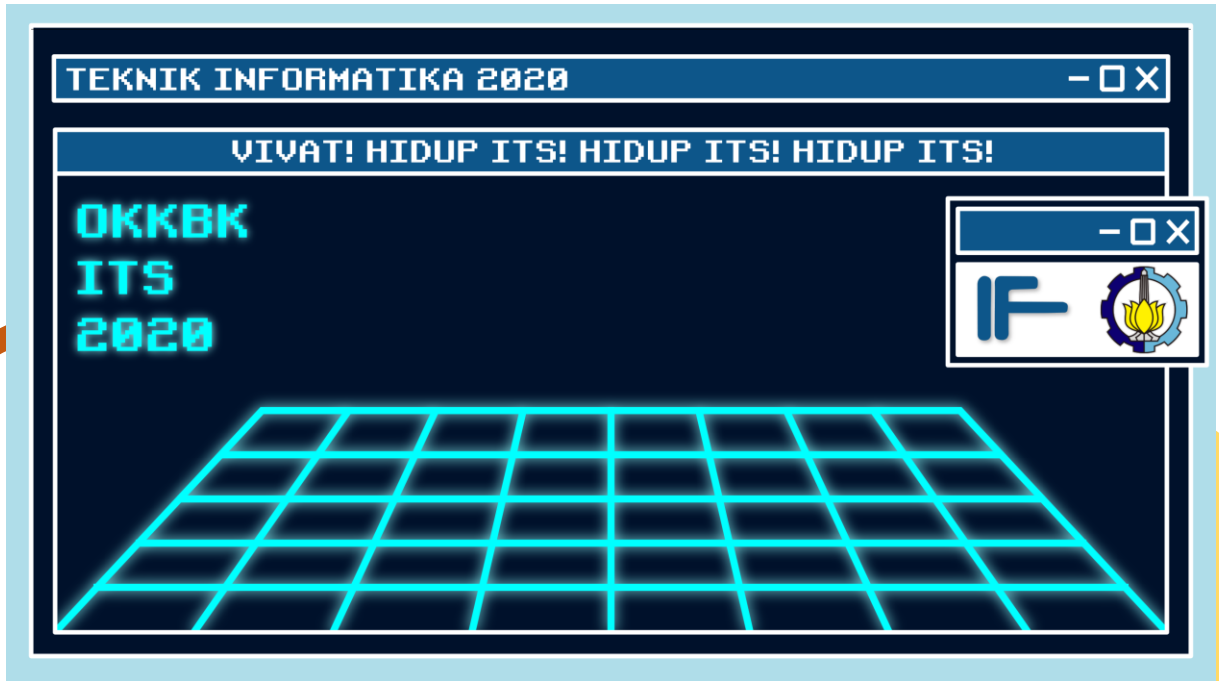 TEKNIK INFORMATIKA 2020
VIVAT! HIDUP ITS! HIDUP ITS! HIDUP ITS!
OKKBK
ITS
2020
IF